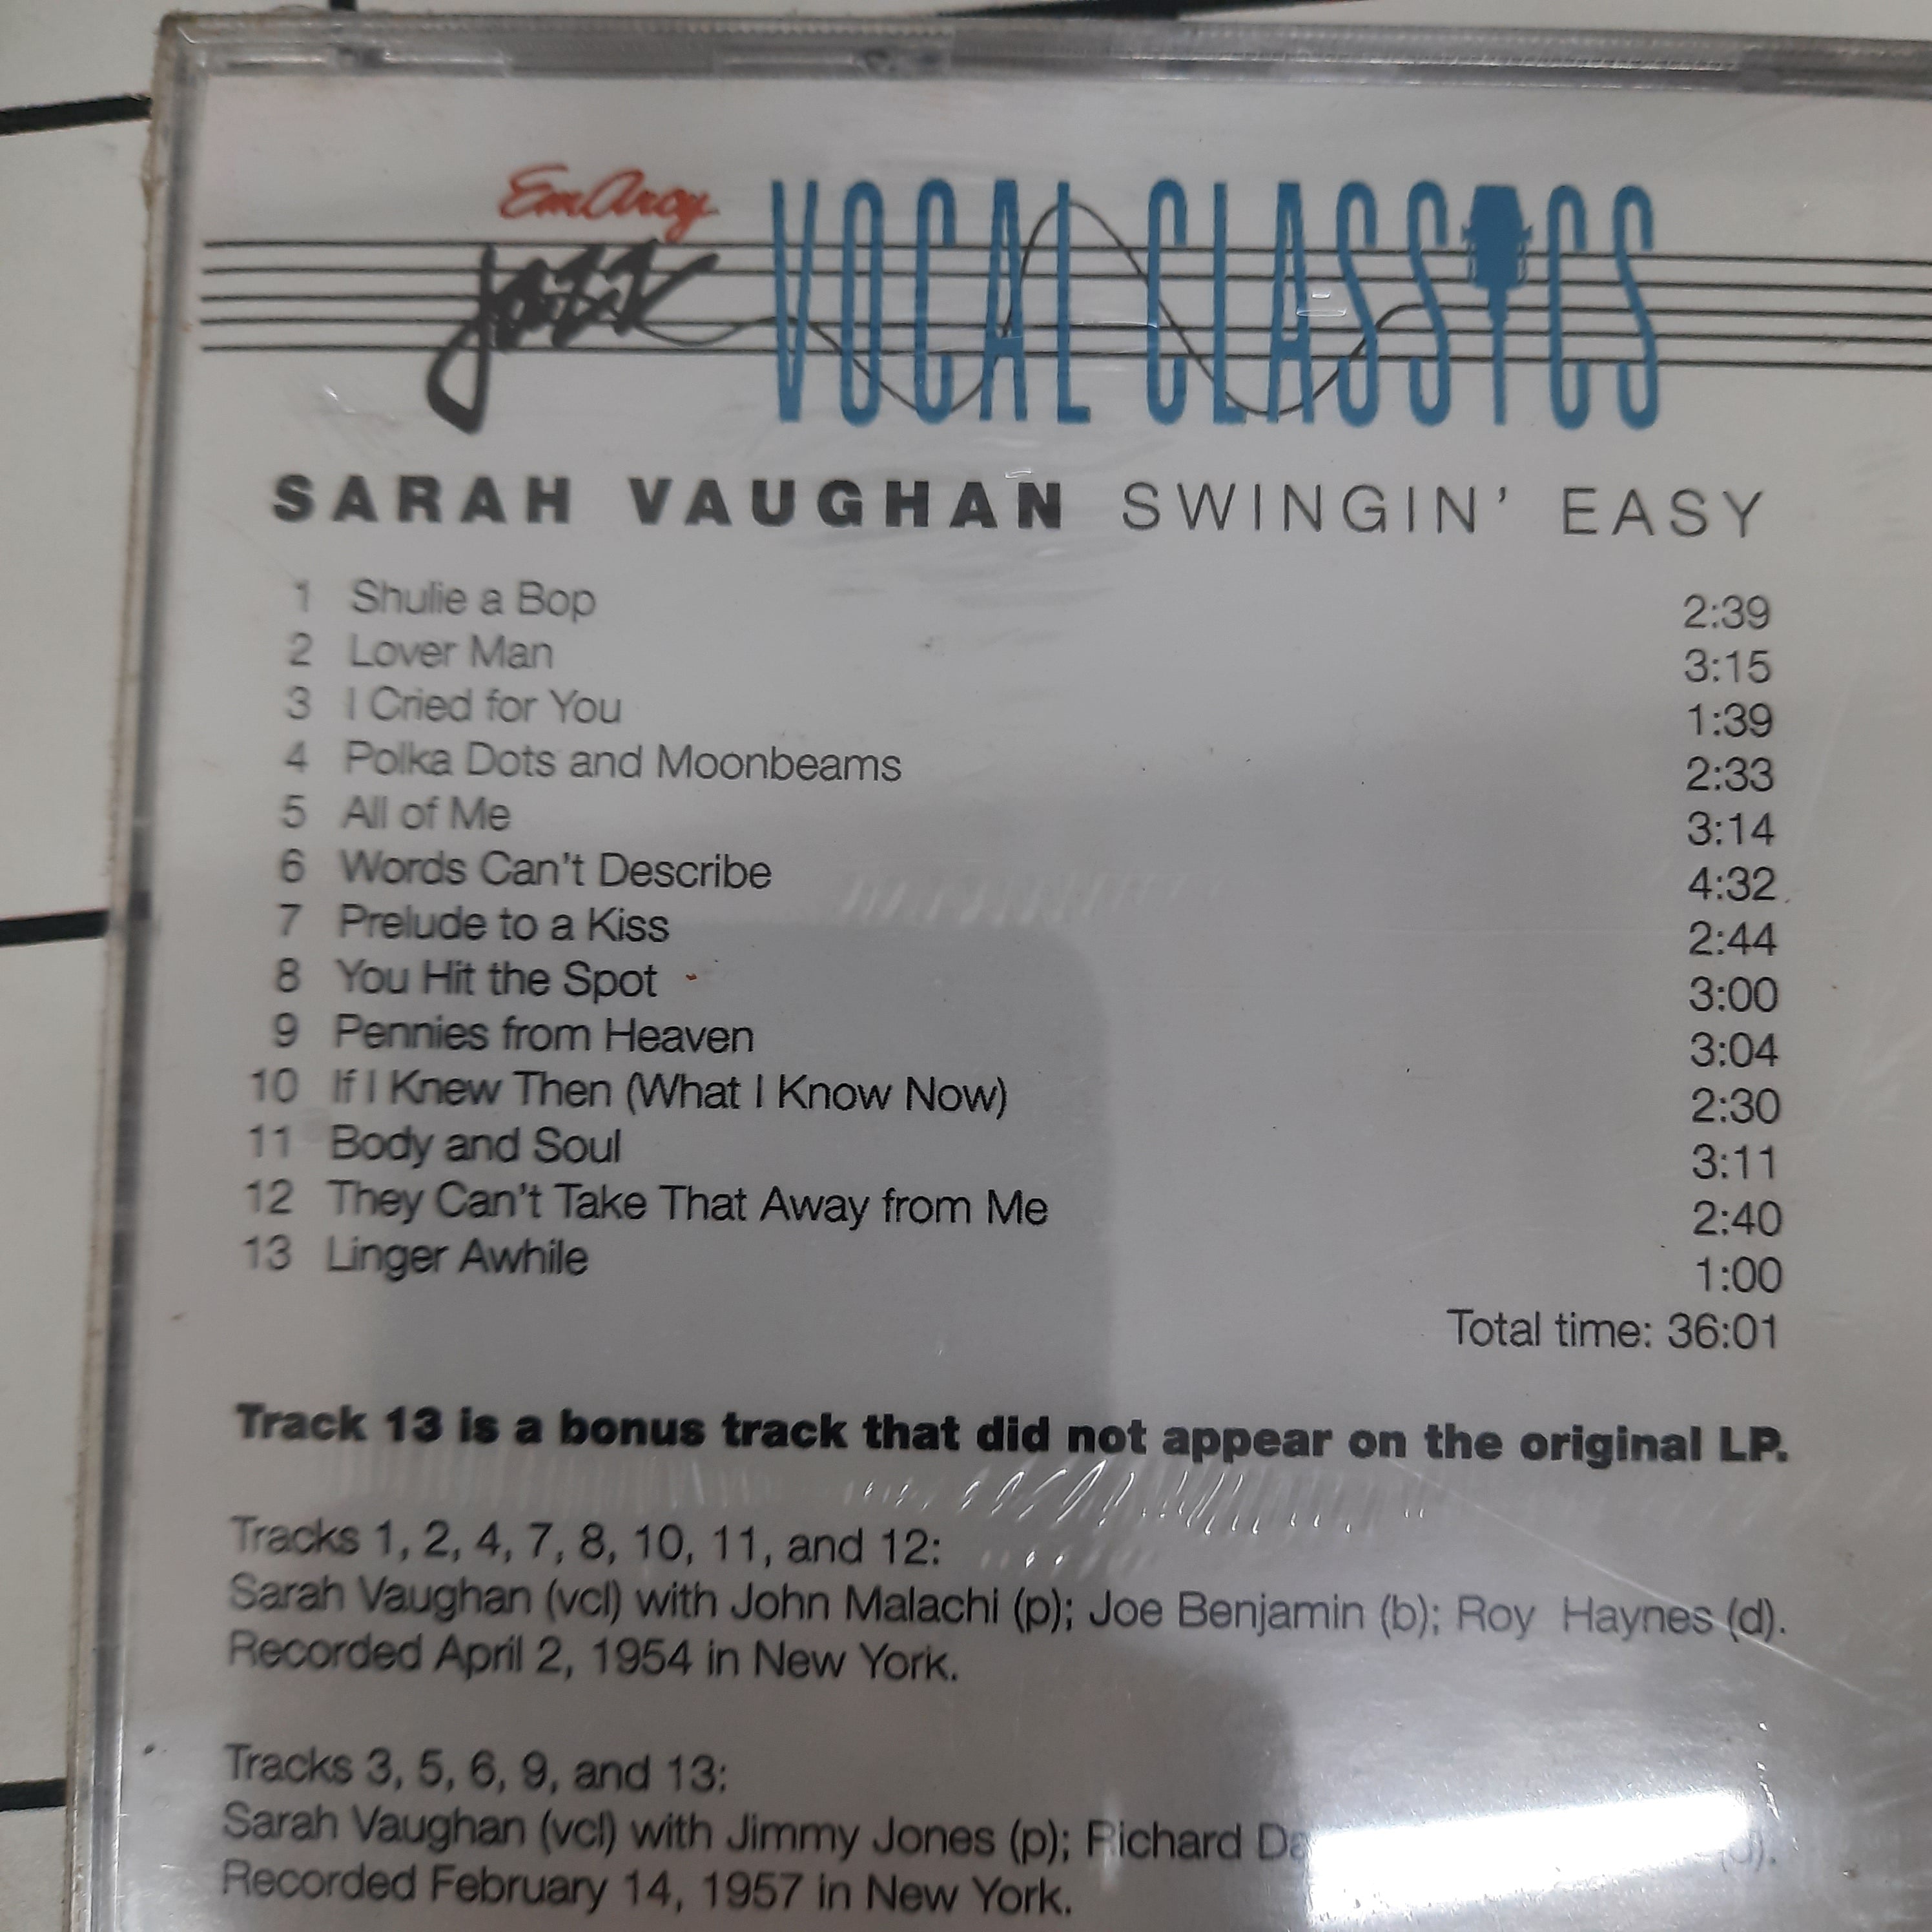 EmArcy
jazz VOCAL CLASSICS
SARAH VAUGHAN SWINGIN' EASY
1 Shulie a Bop 2:39
2 Lover Man 3:15
3 I Cried for You 1:39
4 Polka Dots and Moonbeams 2:33
5 All of Me 3:14
6 Words Can't Describe 4:32
7 Prelude to a Kiss 2:44
8 You Hit the Spot 3:00
9 Pennies from Heaven 3:04
10 If I Knew Then (What I Know Now) 2:30
11 Body and Soul 3:11
12 They Can't Take That Away from Me 2:40
13 Linger Awhile 1:00
Total time: 36:01
Track 13 is a bonus track that did not appear on the original LP.
Tracks 1, 2, 4, 7, 8, 10, 11, and 12:
Sarah Vaughan (vcl) with John Malachi (p); Joe Benjamin (b); Roy Haynes (d).
Recorded April 2, 1954 in New York.
Tracks 3, 5, 6, 9, and 13:
Sarah Vaughan (vcl) with Jimmy Jones (p); Richard
Recorded February 14, 1957 in New York.